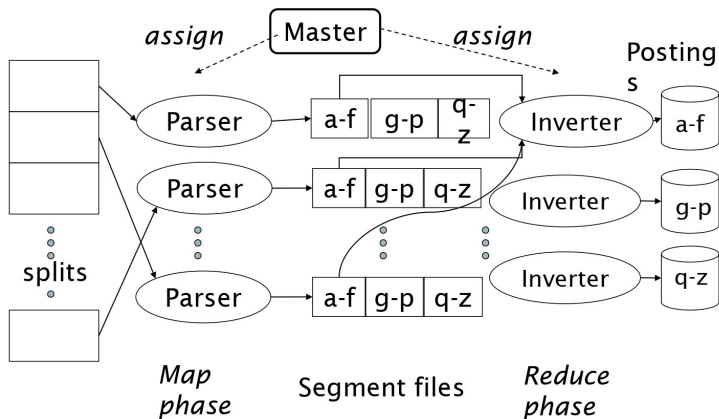 assign
Master
assign
Posting
s
Parser
a-f
g-p
q-
z
Inverter
a-f
Parser
a-f
g-p
q-z
Inverter
g-p
splits
Parser
a-f
g-p
q-z
Inverter
q-z
Map
phase
Segment files
Reduce
phase